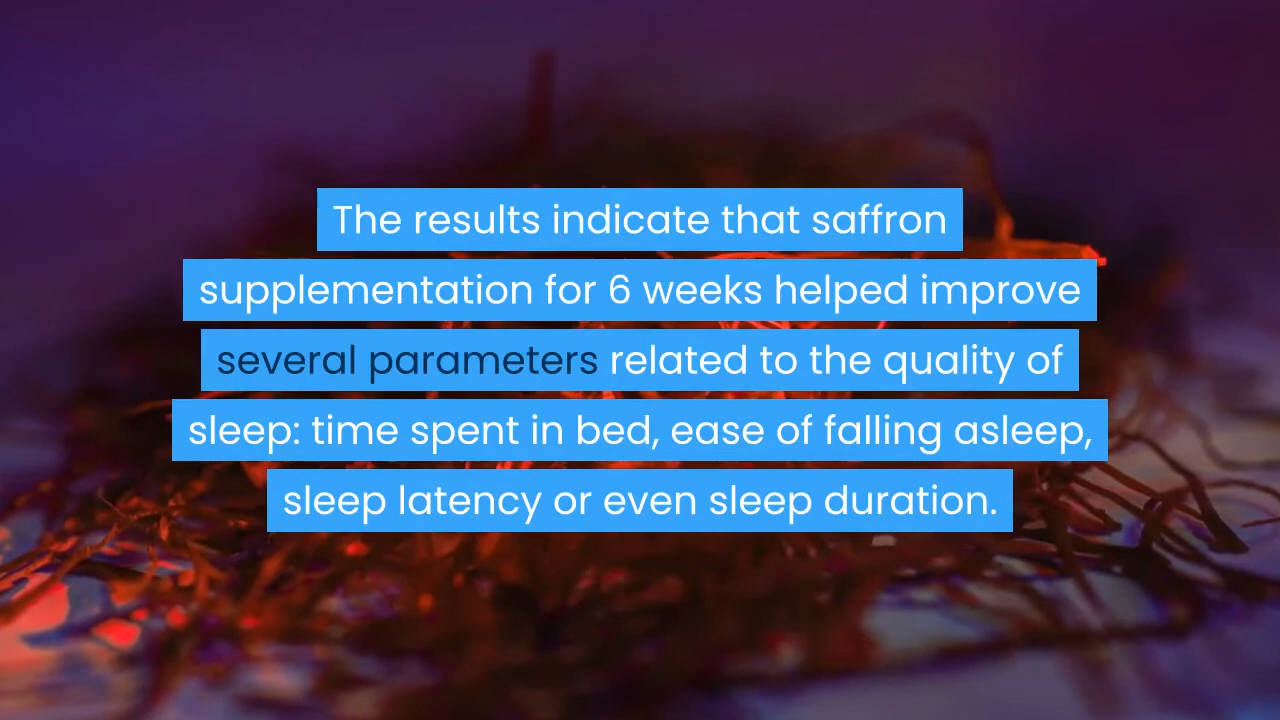 The results indicate that saffron
supplementation for 6 weeks helped improve
several parameters related to the quality of
sleep: time spent in bed, ease of falling asleep,
sleep latency or even sleep duration.